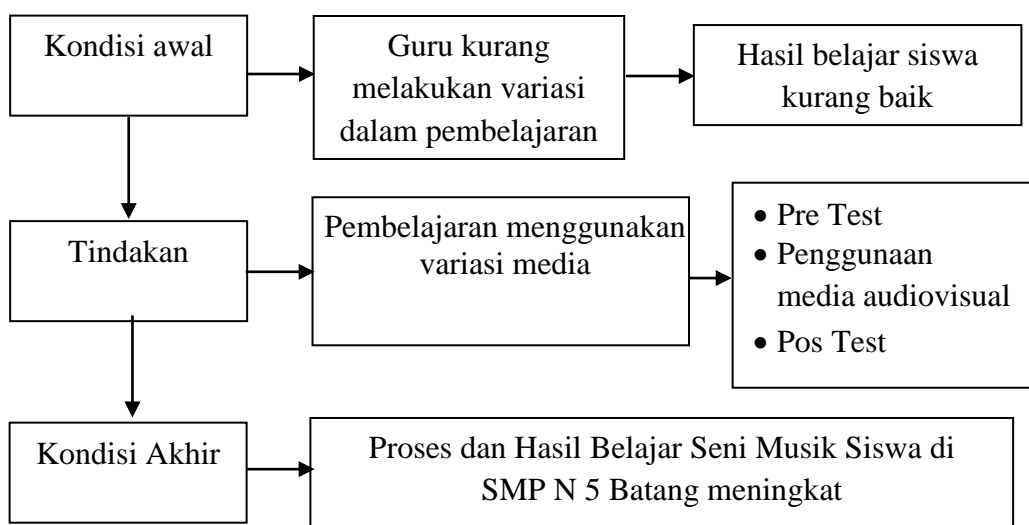 Kondisi awal
Guru kurang
melakukan variasi
dalam pembelajaran
Hasil belajar siswa
kurang baik
Tindakan
Pembelajaran menggunakan
variasi media
• Pre Test
• Penggunaan
media audiovisual
• Pos Test
Kondisi Akhir
Proses dan Hasil Belajar Seni Musik Siswa di
SMP N 5 Batang meningkat